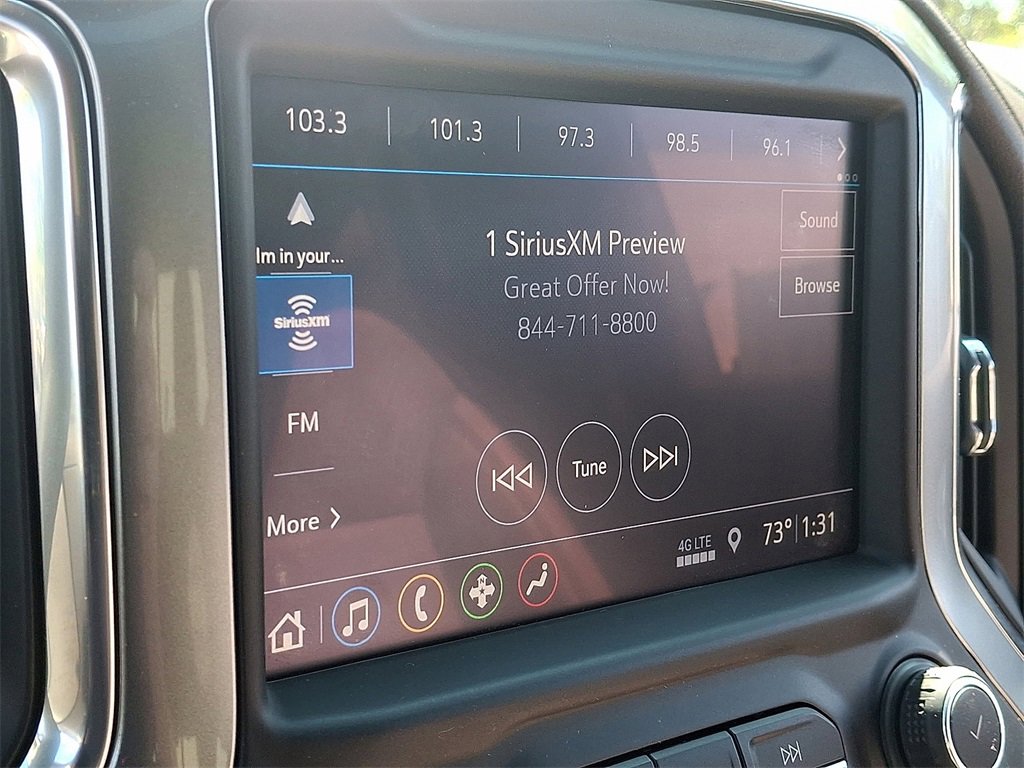 103.3 101.3 97.3 98.5 96.1
Im in your...
SiriusXM
FM
More
1 SiriusXM Preview
Great Offer Now!
844-711-8800
Sound
Browse
Tune
4G LTE 73° 1:31
N